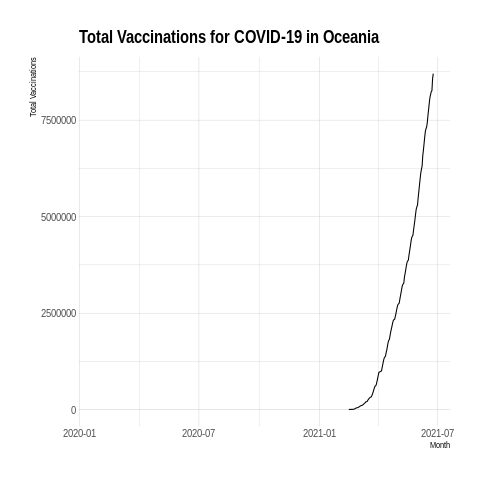 Total Vaccinations for COVID-19 in Oceania
Total Vaccinations
7500000
5000000
2500000
0
2020-01 2020-07 2021-01 2021-07
Month